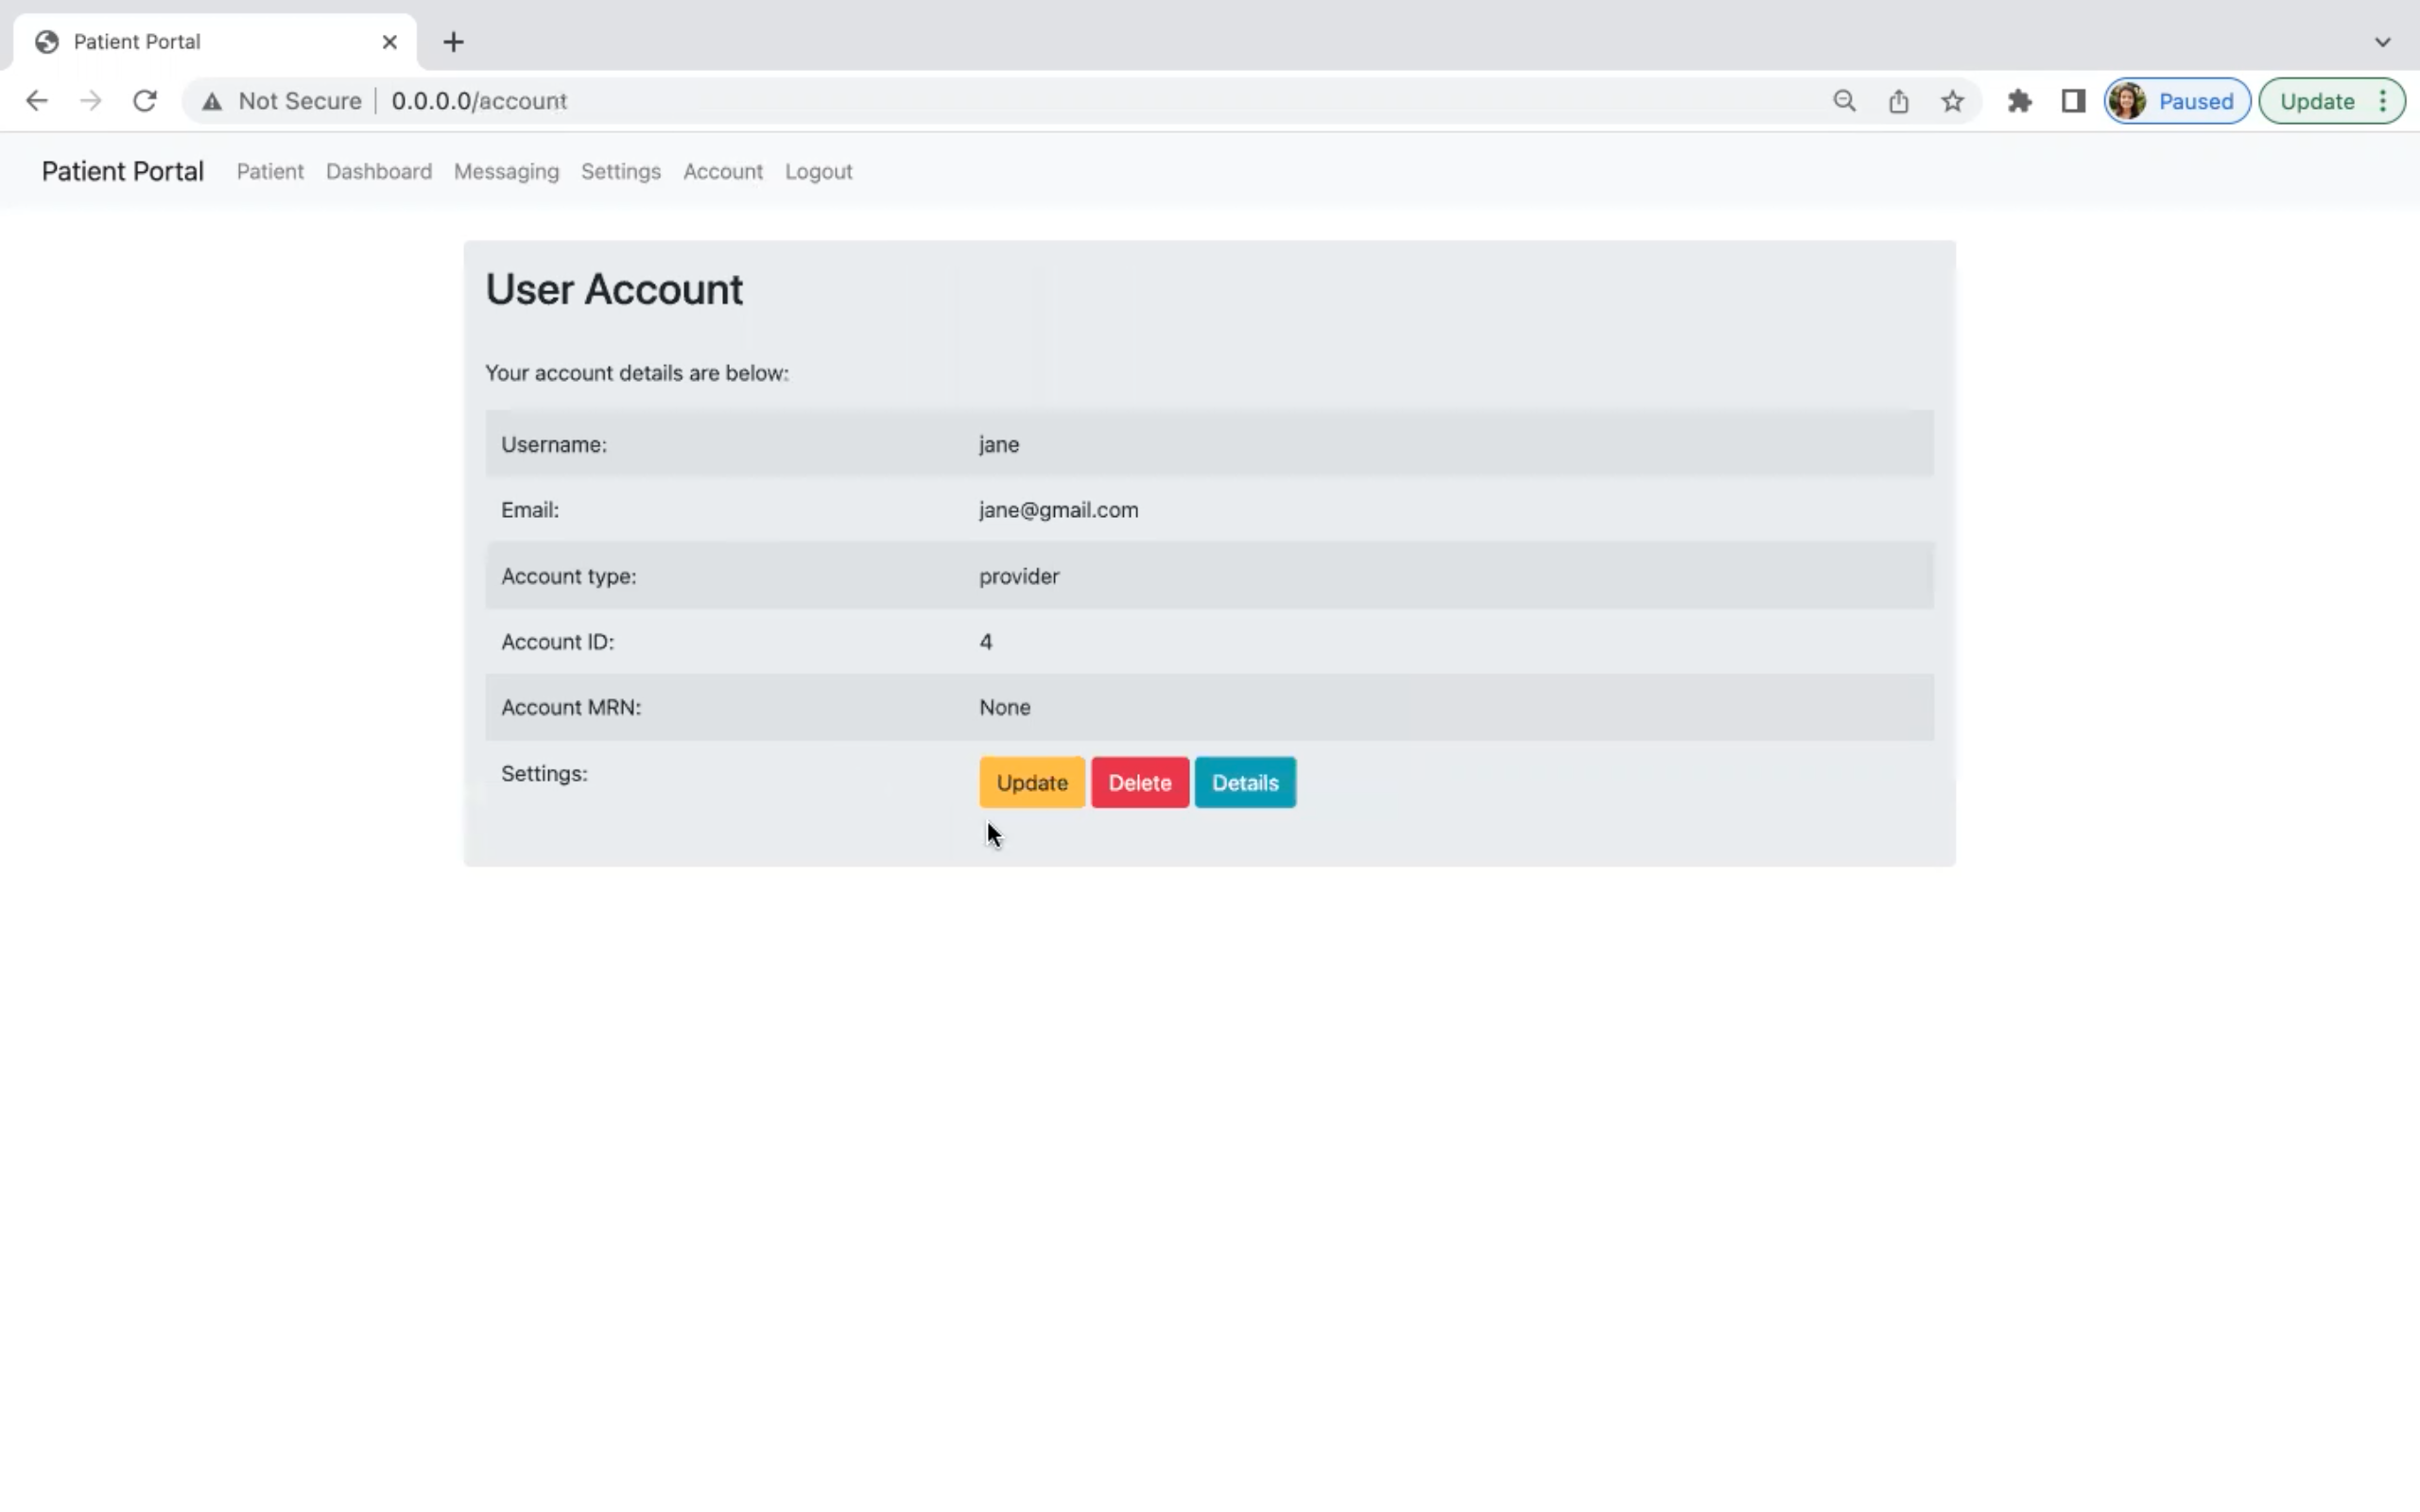 Patient Portal
Not Secure 0.0.0.0/account Paused Update
Patient Portal Patient Dashboard Messaging Settings Account Logout
User Account
Your account details are below:
Username: jane
Email: jane@gmail.com
Account type: provider
Account ID: 4
Account MRN: None
Settings: Update Delete Details